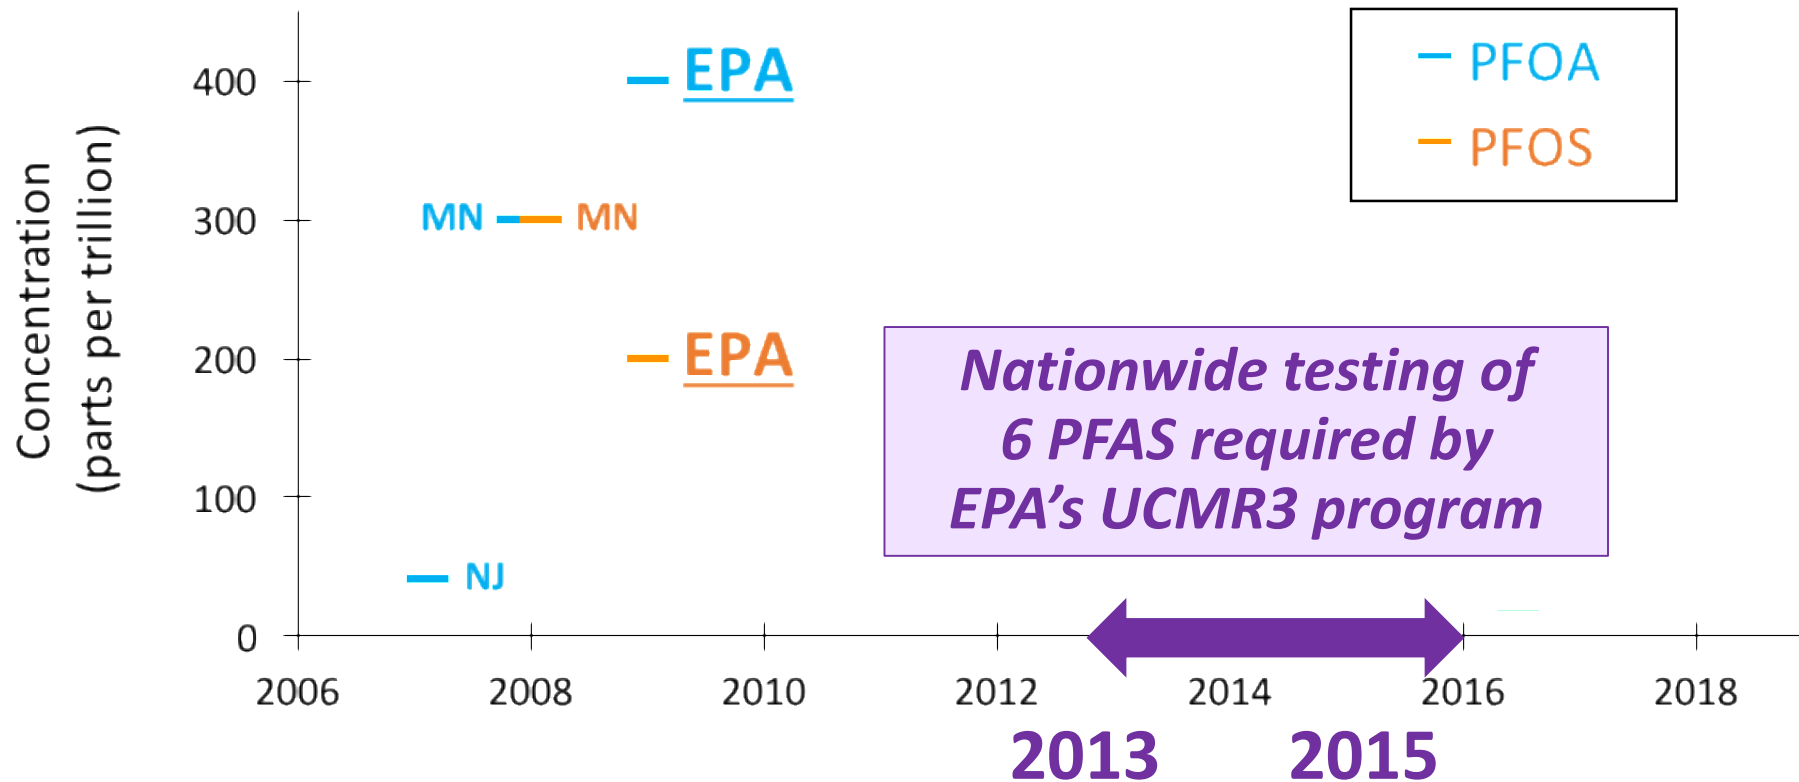 Concentration
(parts per trillion)
400
300
200
100
0
EPA
MN
MN
EPA
NJ
PFOA
PFOS
Nationwide testing of
6 PFAS required by
EPA’s UCMR3 program
2006
2008
2010
2012
2014
2016
2018
2013
2015